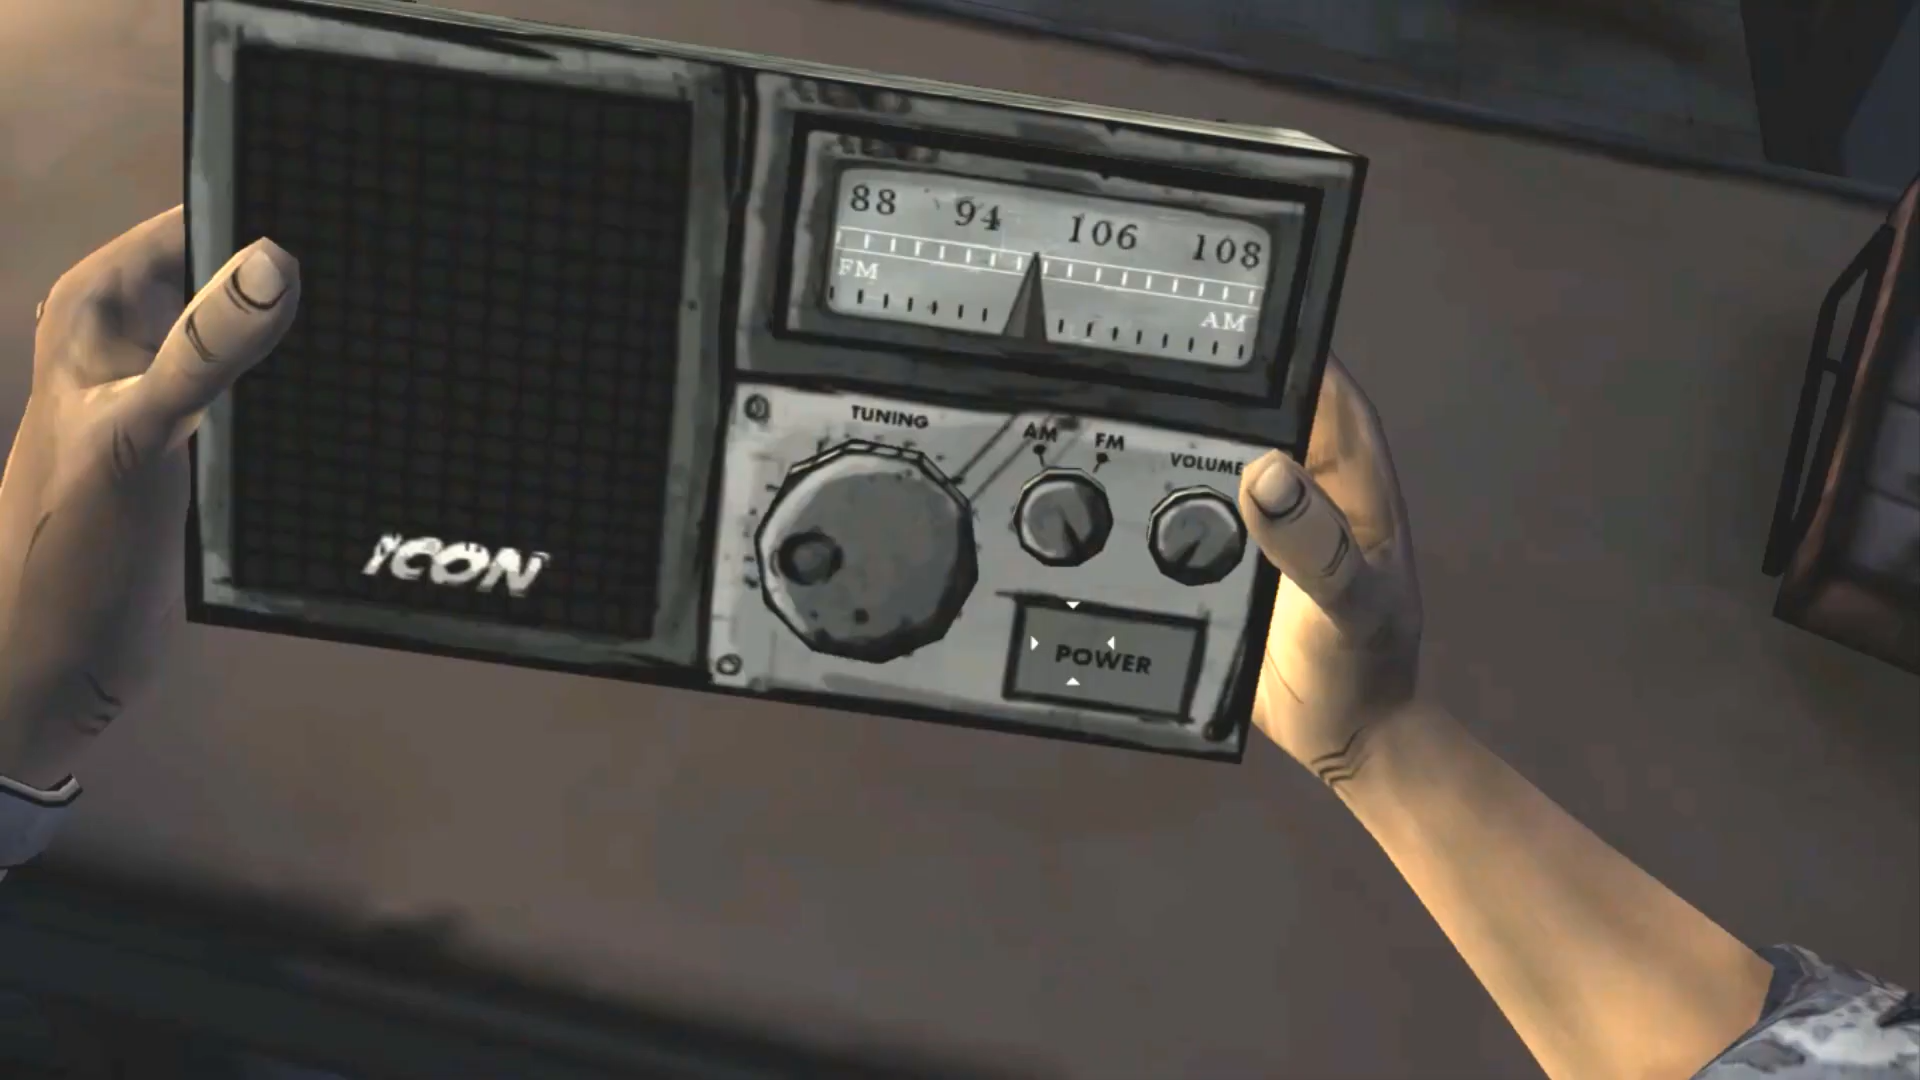 88 94 106 108
FM
AM
TUNING
AM FM
VOLUME
ICON
POWER